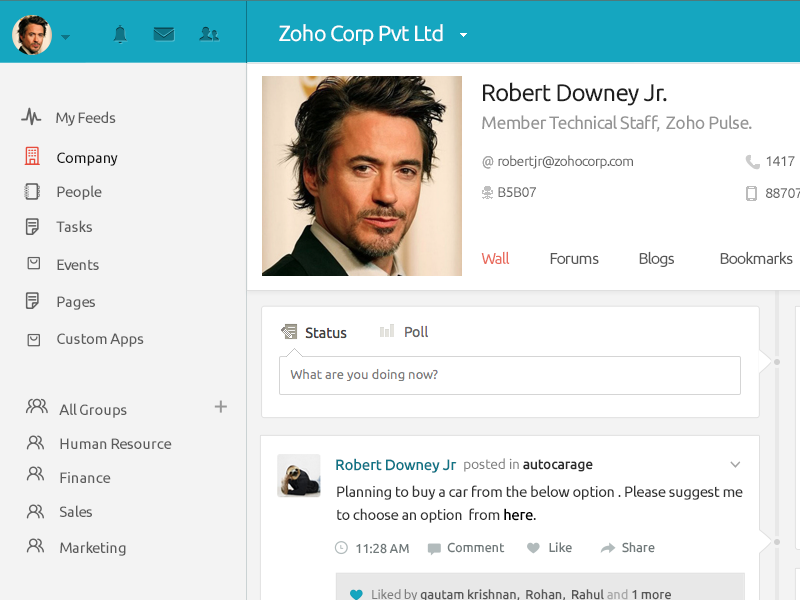 Zoho Corp Pvt Ltd
My Feeds
Company
People
Tasks
Events
Pages
Custom Apps
All Groups
Human Resource
Finance
Sales
Marketing
Robert Downey Jr.
Member Technical Staff, Zoho Pulse.
@ robertjr@zohocorp.com
1417
B5B07
8870
Wall Forums Blogs Bookmarks
Status Poll
What are you doing now?
Robert Downey Jr posted in autocarage
Planning to buy a car from the below option . Please suggest me
to choose an option from here.
11:28 AM Comment Like Share
Liked by gautam krishnan, Rohan, Rahul and 1 more